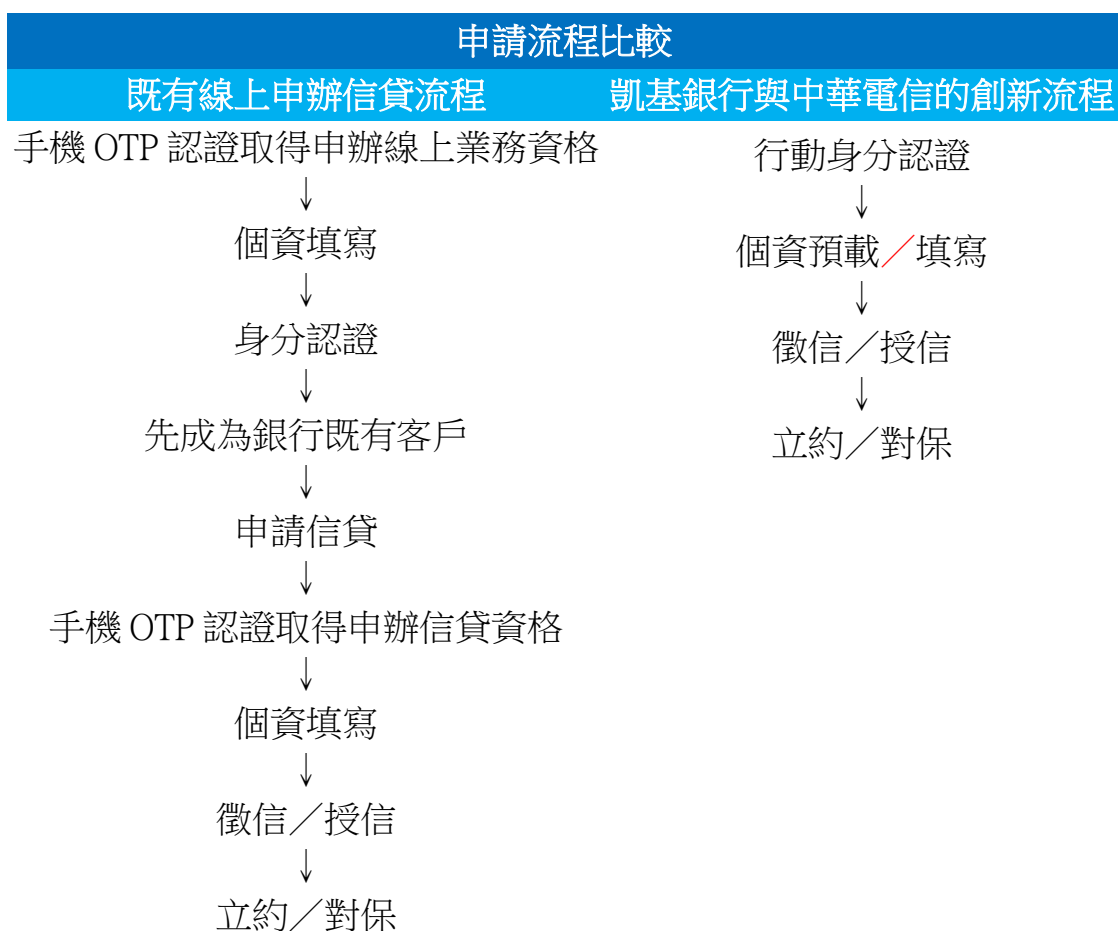 申請流程比較
既有線上申辦信貸流程
凱基銀行與中華電信的創新流程
手機 OTP 認證取得申辦線上業務資格
↓
個資填寫
↓
身分認證
↓
先成為銀行既有客戶
↓
申請信貸
↓
手機 OTP 認證取得申辦信貸資格
↓
個資填寫
↓
徵信／授信
↓
立約／對保
行動身分認證
↓
個資預載／填寫
↓
徵信／授信
↓
立約／對保